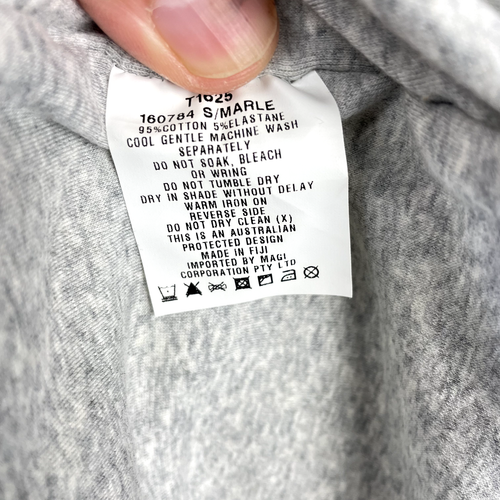 T1625
160784 S/MARLE
95%COTTON 5%ELASTANE
COOL GENTLE MACHINE WASH
SEPARATELY
DO NOT SOAK, BLEACH
OR WRING
DO NOT TUMBLE DRY
DRY IN SHADE WITHOUT DELAY
WARM IRON ON
REVERSE SIDE
DO NOT DRY CLEAN (X)
THIS IS AN AUSTRALIAN
PROTECTED DESIGN
MADE IN FIJI
IMPORTED BY MAGI
CORPORATION PTY LTD